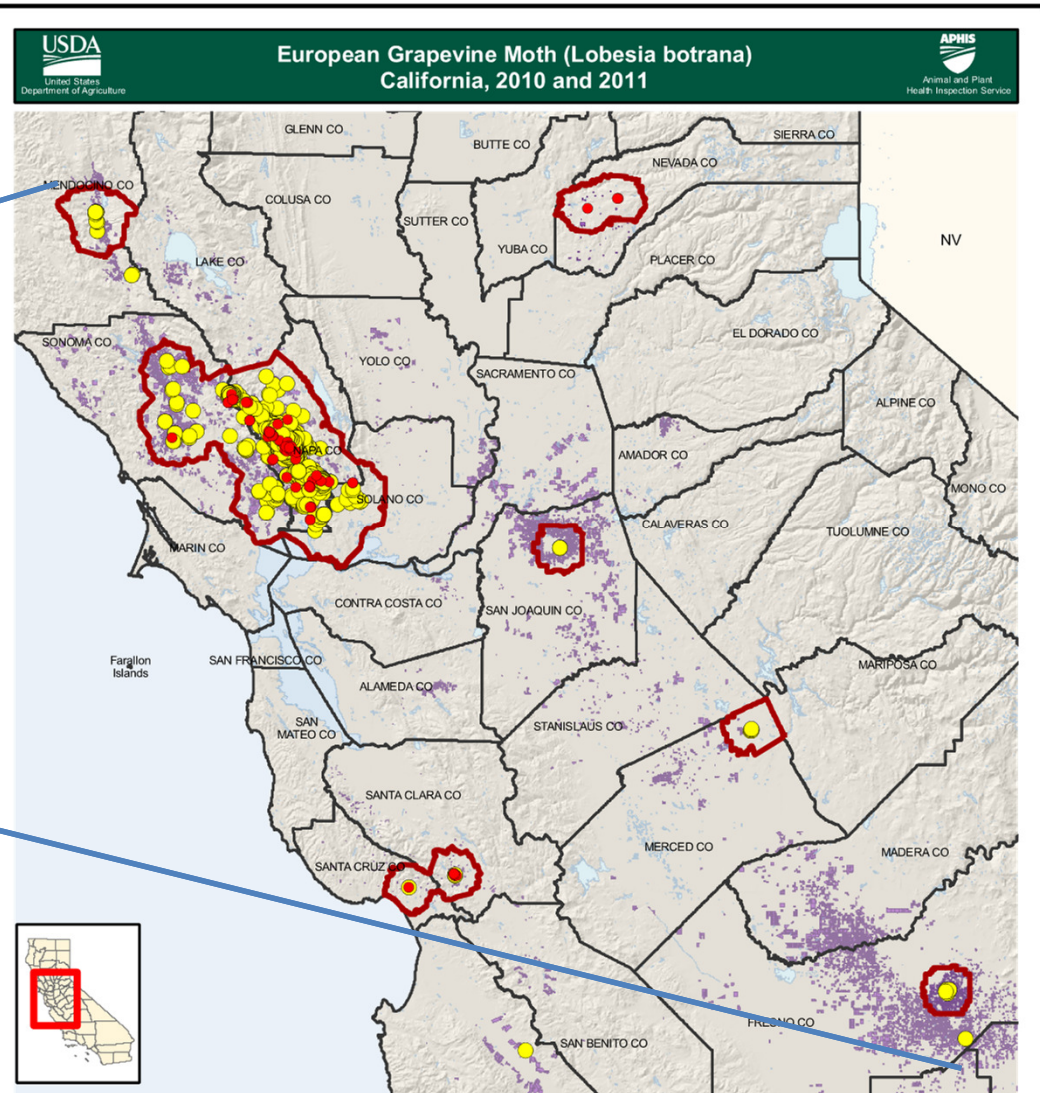 USDA
United States
Department of Agriculture
European Grapevine Moth (Lobesia botrana)
California, 2010 and 2011
APHIS
Animal and Plant
Health Inspection Service
GLENN CO
BUTTE CO
SIERRA CO
NEVADA CO
MENDOCINO CO
COLUSA CO
SUTTER CO
YUBA CO
NV
LAKE CO
PLACER CO
SONOMA CO
EL DORADO CO
YOLO CO
SACRAMENTO CO
ALPINE CO
NAPA CO
AMADOR CO
MONO CO
SOLANO CO
CALAVERAS CO
TUOLUMNE CO
MARIN CO
CONTRA COSTA CO
SAN JOAQUIN CO
Farallon
Islands
SAN FRANCISCO CO
MARIPOSA CO
ALAMEDA CO
SAN
MATEO CO
STANISLAUS CO
SANTA CLARA CO
MERCED CO
MADERA CO
SANTA CRUZ CO
FRESNO CO
SAN BENITO CO